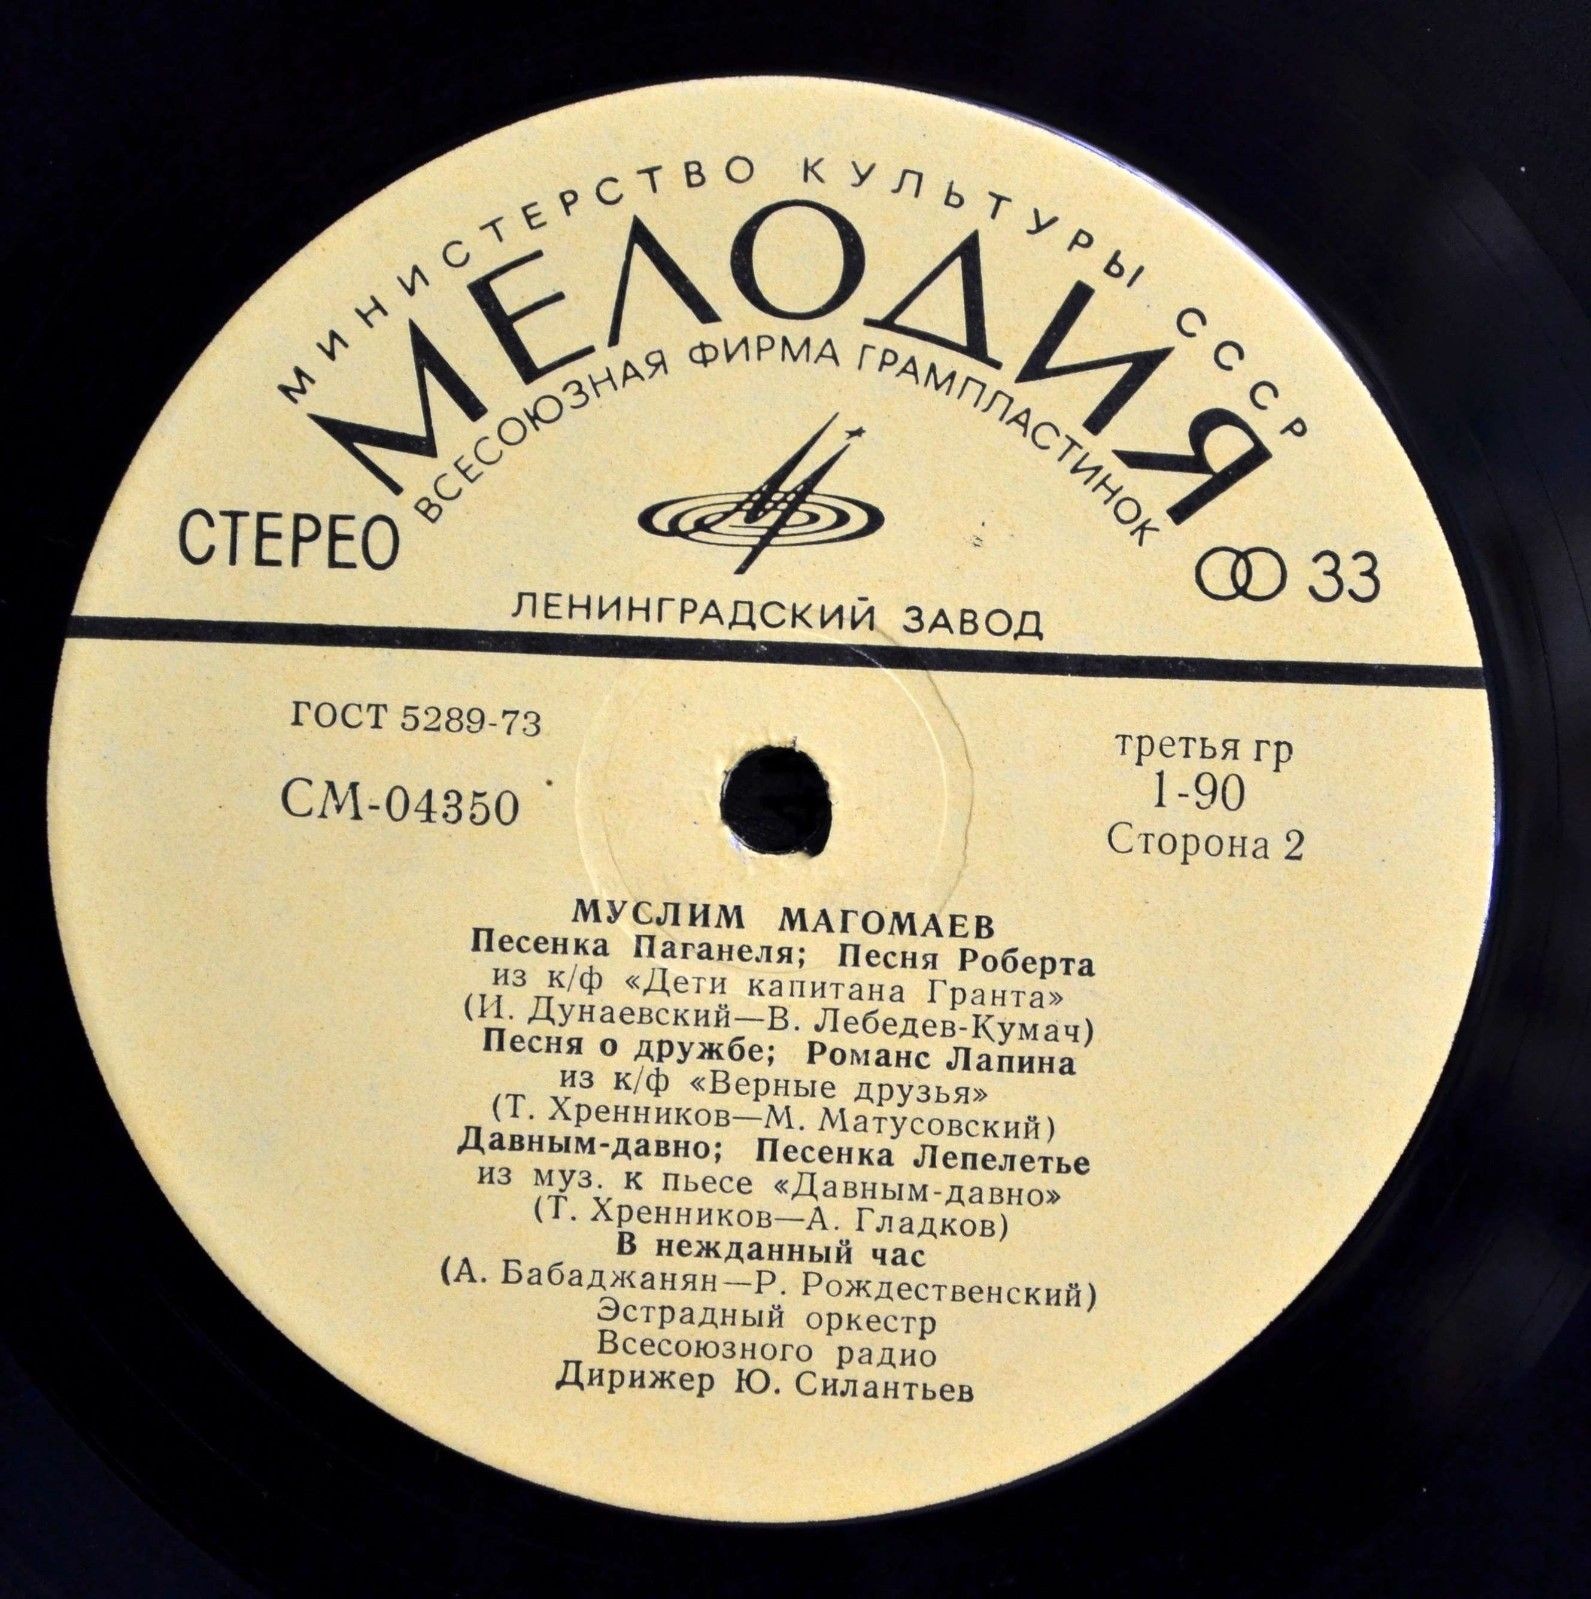 МИНИСТЕРСТВО КУЛЬТУРЫ СССР
МЕЛОДИЯ
ВСЕСОЮЗНАЯ ФИРМА ГРАМПЛАСТИНОК
СТЕРЕО
33
ЛЕНИНГРАДСКИЙ ЗАВОД
ГОСТ 5289-73
СМ-04350
третья гр
1-90
Сторона 2
МУСЛИМ МАГОМАЕВ
Песенка Паганеля; Песня Роберта
из к/ф «Дети капитана Гранта»
(И. Дунаевский—В. Лебедев-Кумач)
Песня о дружбе; Романс Лапина
из к/ф «Верные друзья»
(Т. Хренников—М. Матусовский)
Давным-давно; Песенка Лепелетье
из муз. к пьесе «Давным-давно»
(Т. Хренников—А. Гладков)
В нежданный час
(А. Бабаджанян—Р. Рождественский)
Эстрадный оркестр
Всесоюзного радио
Дирижер Ю. Силантьев